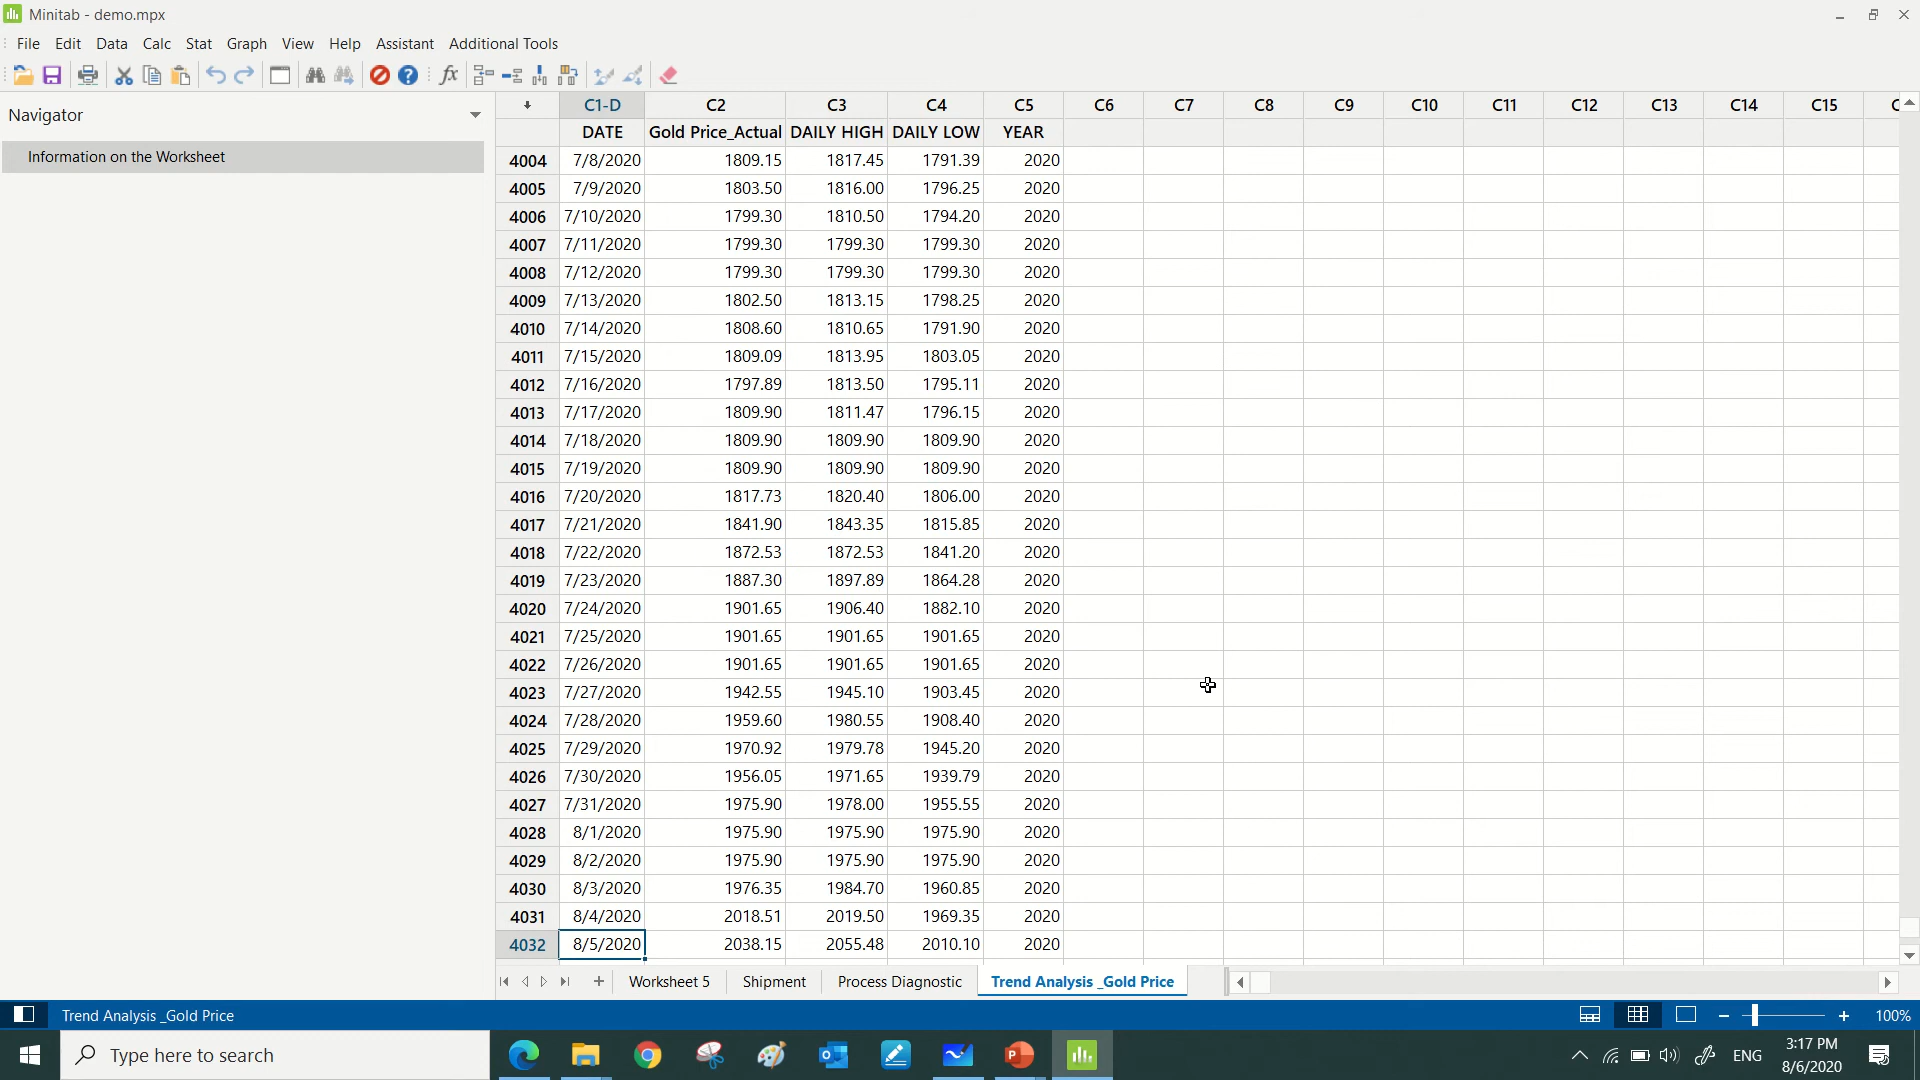 Minitab - demo.mpx
File Edit Data Calc Stat Graph View Help Assistant Additional Tools
Navigator
Information on the Worksheet
C1-D C2 C3 C4 C5 C6 C7 C8 C9 C10 C11 C12 C13 C14 C15
DATE Gold Price_Actual DAILY HIGH DAILY LOW YEAR
4004 7/8/2020 1809.15 1817.45 1791.39 2020
4005 7/9/2020 1803.50 1816.00 1796.25 2020
4006 7/10/2020 1799.30 1810.50 1794.20 2020
4007 7/11/2020 1799.30 1799.30 1799.30 2020
4008 7/12/2020 1799.30 1799.30 1799.30 2020
4009 7/13/2020 1802.50 1813.15 1798.25 2020
4010 7/14/2020 1808.60 1810.65 1791.90 2020
4011 7/15/2020 1809.09 1813.95 1803.05 2020
4012 7/16/2020 1797.89 1813.50 1795.11 2020
4013 7/17/2020 1809.90 1811.47 1796.15 2020
4014 7/18/2020 1809.90 1809.90 1809.90 2020
4015 7/19/2020 1809.90 1809.90 1809.90 2020
4016 7/20/2020 1817.73 1820.40 1806.00 2020
4017 7/21/2020 1841.90 1843.35 1815.85 2020
4018 7/22/2020 1872.53 1872.53 1841.20 2020
4019 7/23/2020 1887.30 1897.89 1864.28 2020
4020 7/24/2020 1901.65 1906.40 1882.10 2020
4021 7/25/2020 1901.65 1901.65 1901.65 2020
4022 7/26/2020 1901.65 1901.65 1901.65 2020
4023 7/27/2020 1942.55 1945.10 1903.45 2020
4024 7/28/2020 1959.60 1980.55 1908.40 2020
4025 7/29/2020 1970.92 1979.78 1945.20 2020
4026 7/30/2020 1956.05 1971.65 1939.79 2020
4027 7/31/2020 1975.90 1978.00 1955.55 2020
4028 8/1/2020 1975.90 1975.90 1975.90 2020
4029 8/2/2020 1975.90 1975.90 1975.90 2020
4030 8/3/2020 1976.35 1984.70 1960.85 2020
4031 8/4/2020 2018.51 2019.50 1969.35 2020
4032 8/5/2020 2038.15 2055.48 2010.10 2020
Worksheet 5 Shipment Process Diagnostic Trend Analysis _Gold Price
Trend Analysis _Gold Price 100%
Type here to search
ENG
3:17 PM
8/6/2020